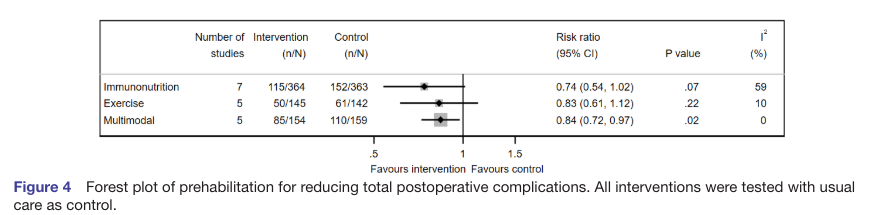 Number of Intervention Control Risk ratio I²
studies (n/N) (n/N) (95% CI) P value (%)
Immunonutrition 7 115/364 152/363 0.74 (0.54, 1.02) .07 59
Exercise 5 50/145 61/142 0.83 (0.61, 1.12) .22 10
Multimodal 5 85/154 110/159 0.84 (0.72, 0.97) .02 0
.5 1 1.5
Favours intervention Favours control
Figure 4 Forest plot of prehabilitation for reducing total postoperative complications. All interventions were tested with usual
care as control.